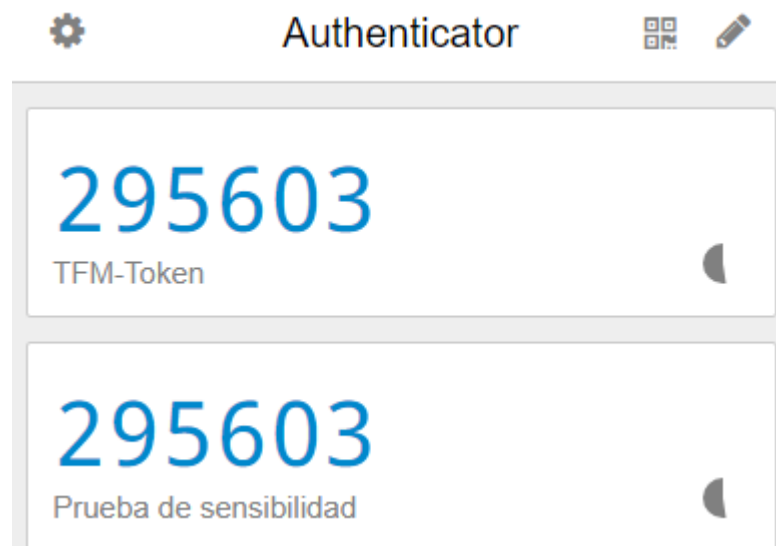 Authenticator
295603
TFM-Token
295603
Prueba de sensibilidad